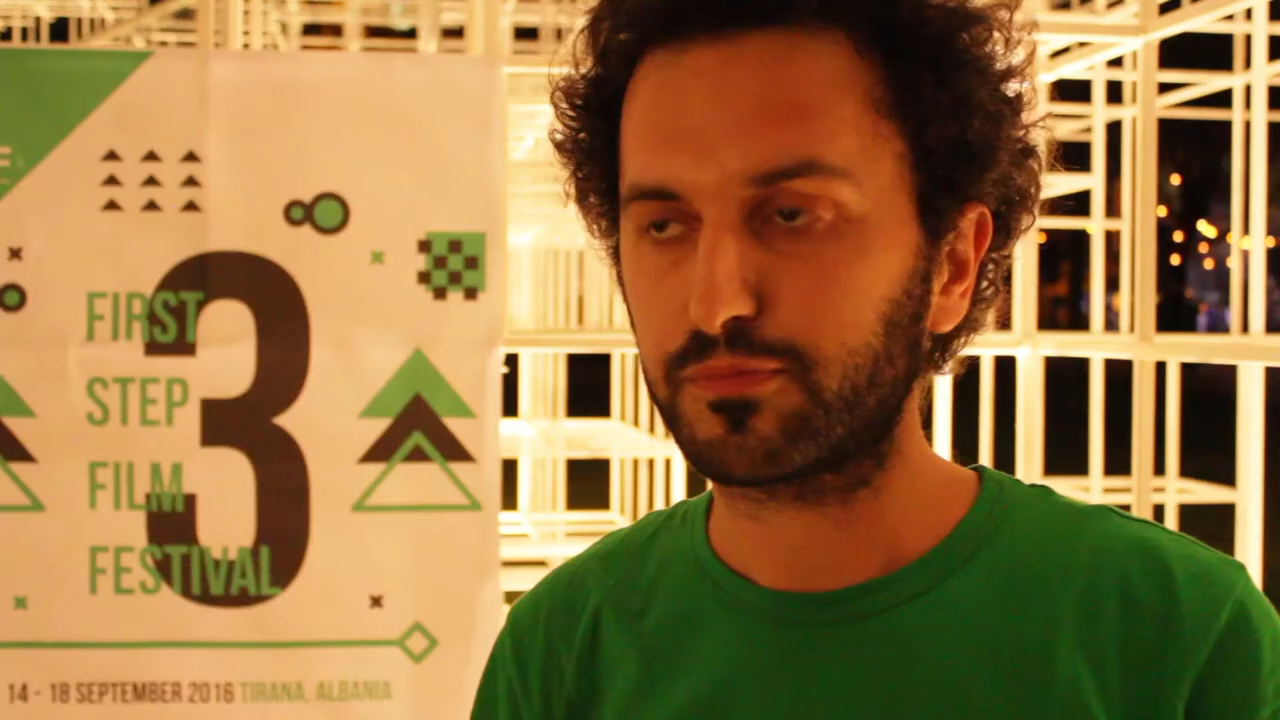 3
FIRST
STEP
FILM
FESTIVAL
14 - 18 SEPTEMBER 2016 TIRANA, ALBANIA